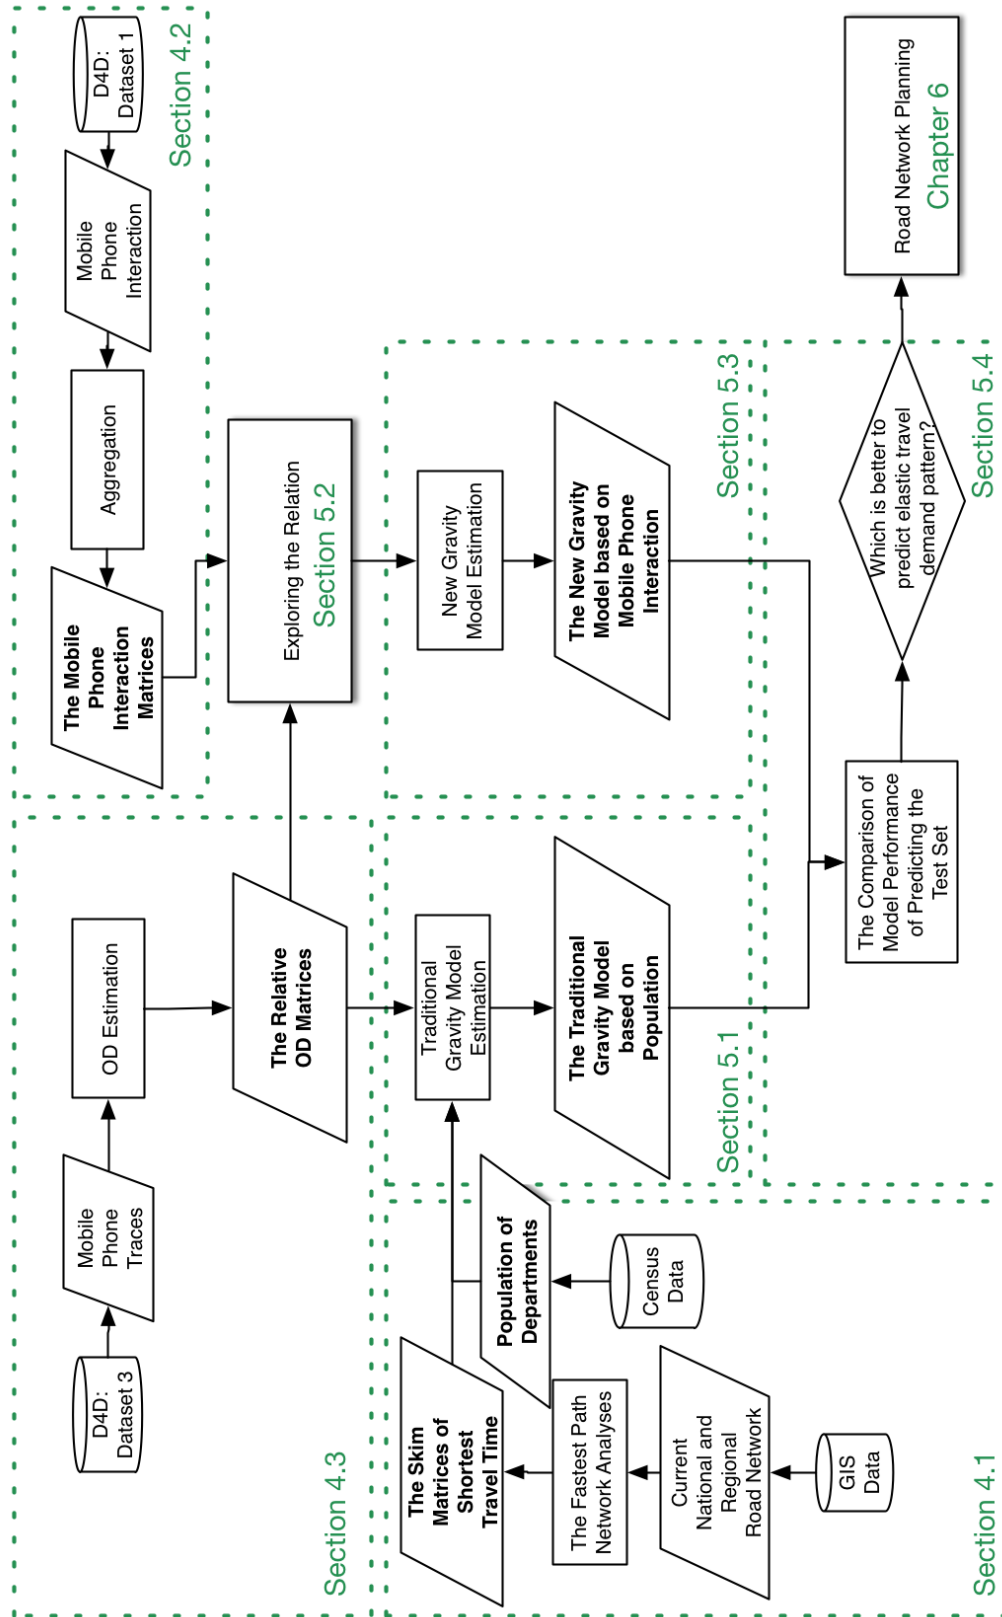 D4D:
Dataset 3
Mobile
Phone
Traces
OD Estimation
The Relative
OD Matrices
Section 4.3
The Mobile
Phone
Interaction
Matrices
Aggregation
Mobile
Phone
Interaction
D4D:
Dataset 1
Section 4.2
Exploring the Relation
Section 5.2
The Skim
Matrices of
Shortest
Travel Time
Population of
Departments
The Fastest Path
Network Analyses
Census
Data
Current
National and
Regional
Road Network
GIS
Data
Section 4.1
Traditional
Gravity Model
Estimation
The Traditional
Gravity Model
based on
Population
Section 5.1
New Gravity
Model Estimation
The New Gravity
Model based on
Mobile Phone
Interaction
Section 5.3
The Comparison of
Model Performance
of Predicting the
Test Set
Which is better to
predict elastic travel
demand pattern?
Section 5.4
Road Network Planning
Chapter 6